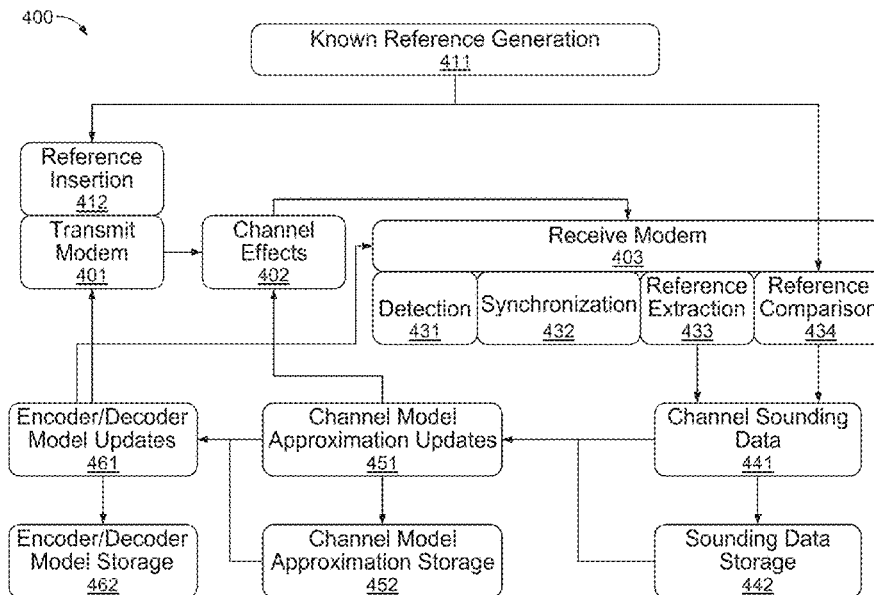 400
Known Reference Generation
411
Reference
Insertion
412
Transmit
Modem
401
Channel
Effects
402
Receive Modem
403
Detection
431
Synchronization
432
Reference
Extraction
433
Reference
Comparison
434
Encoder/Decoder
Model Updates
461
Channel Model
Approximation Updates
451
Channel Sounding
Data
441
Encoder/Decoder
Model Storage
462
Channel Model
Approximation Storage
452
Sounding Data
Storage
442